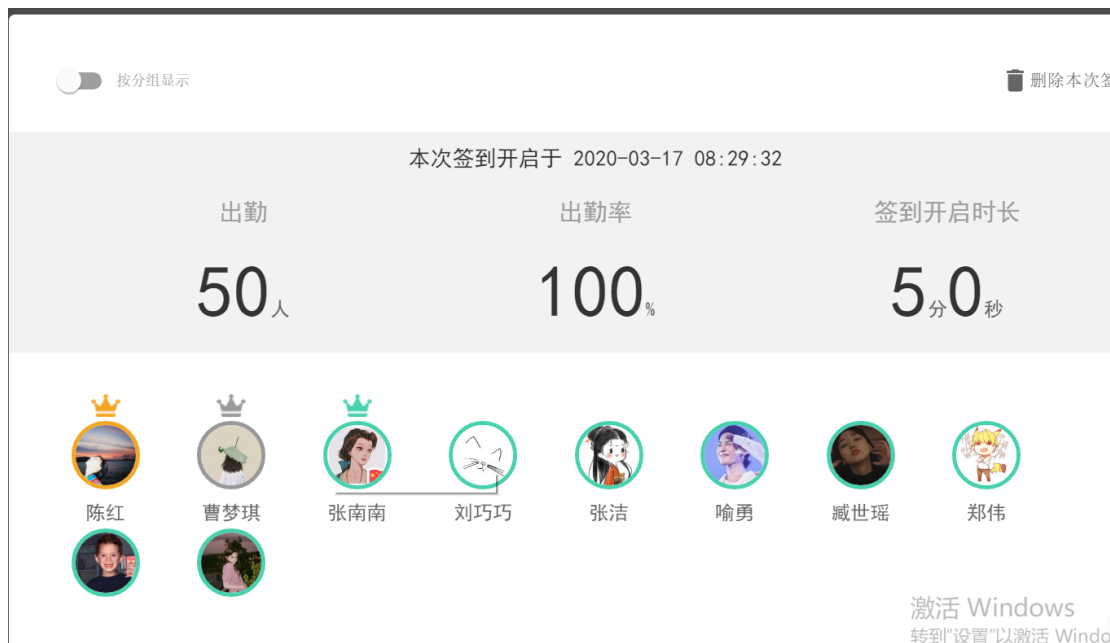 按分组显示
删除本次签
本次签到开启于 2020-03-17 08:29:32
出勤 出勤率 签到开启时长
50人 100% 5分0秒
陈红 曹梦琪 张南南 刘巧巧 张洁 喻勇 臧世瑶 郑伟
激活 Windows
转到"设置"以激活 Windo